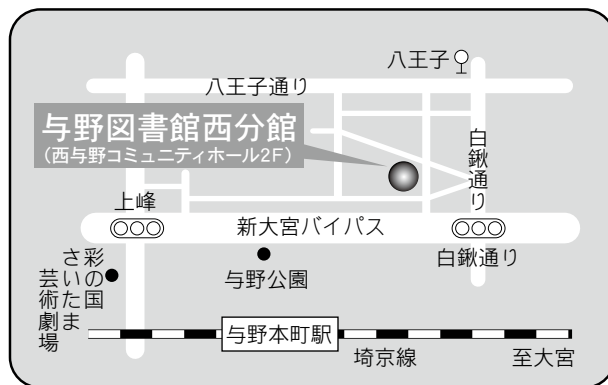 八王子
八王子通り
与野図書館西分館
(西与野コミュニティホール2F)
白鍬通り
上峰
新大宮バイパス
白鍬通り
与野公園
彩の国
さいたま
芸術劇場
与野本町駅
埼京線
至大宮